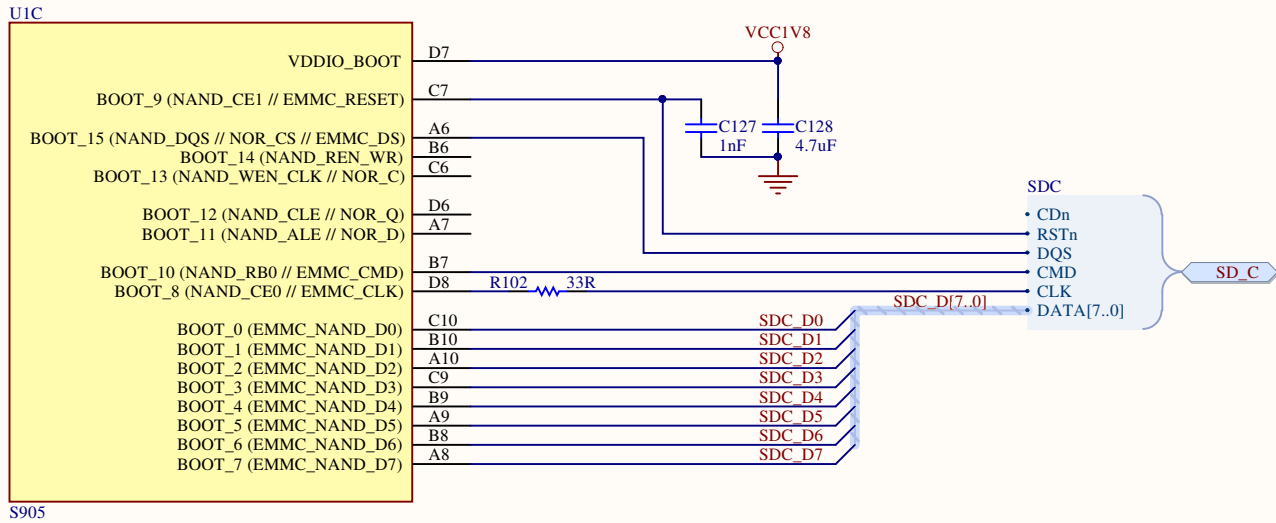 U1C
VDDIO_BOOT D7
VCC1V8
BOOT_9 (NAND_CE1 // EMMC_RESET) C7
BOOT_15 (NAND_DQS // NOR_CS // EMMC_DS) A6
C127 C128
1nF 4.7uF
BOOT_14 (NAND_REN_WR) B6
BOOT_13 (NAND_WEN_CLK // NOR_C) C6
SDC
BOOT_12 (NAND_CLE // NOR_Q) D6
CDn
BOOT_11 (NAND_ALE // NOR_D) A7
RSTn
DQS
BOOT_10 (NAND_RB0 // EMMC_CMD) B7
CMD
SD_C
BOOT_8 (NAND_CE0 // EMMC_CLK) D8
R102 33R
CLK
SDC_D[7..0]
DATA[7..0]
BOOT_0 (EMMC_NAND_D0) C10 SDC_D0
BOOT_1 (EMMC_NAND_D1) B10 SDC_D1
BOOT_2 (EMMC_NAND_D2) A10 SDC_D2
BOOT_3 (EMMC_NAND_D3) C9 SDC_D3
BOOT_4 (EMMC_NAND_D4) B9 SDC_D4
BOOT_5 (EMMC_NAND_D5) A9 SDC_D5
BOOT_6 (EMMC_NAND_D6) B8 SDC_D6
BOOT_7 (EMMC_NAND_D7) A8 SDC_D7
S905